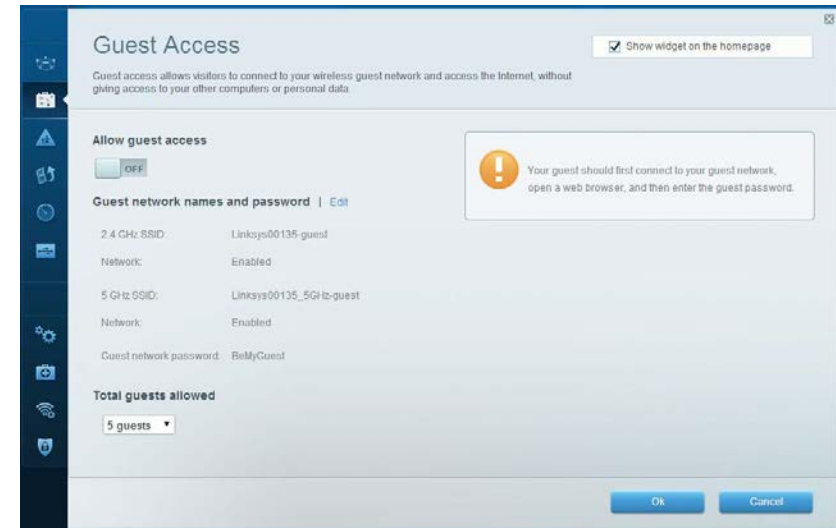 Guest Access
Show widget on the homepage
Guest access allows visitors to connect to your wireless guest network and access the Internet, without
giving access to your other computers or personal data.
Allow guest access
OFF
Your guest should first connect to your guest network,
open a web browser, and then enter the guest password.
Guest network names and password | Edit
2.4 GHz SSID: Linksys00135-guest
Network: Enabled
5 GHz SSID: Linksys00135_5GHz-guest
Network: Enabled
Guest network password: BeMyGuest
Total guests allowed
5 guests
Ok Cancel